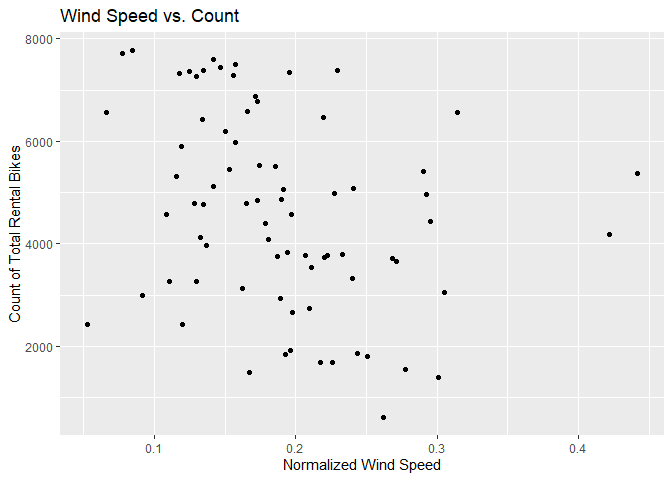 Wind Speed vs. Count
8000
6000
4000
2000
Count of Total Rental Bikes
0.1
0.2
0.3
0.4
Normalized Wind Speed